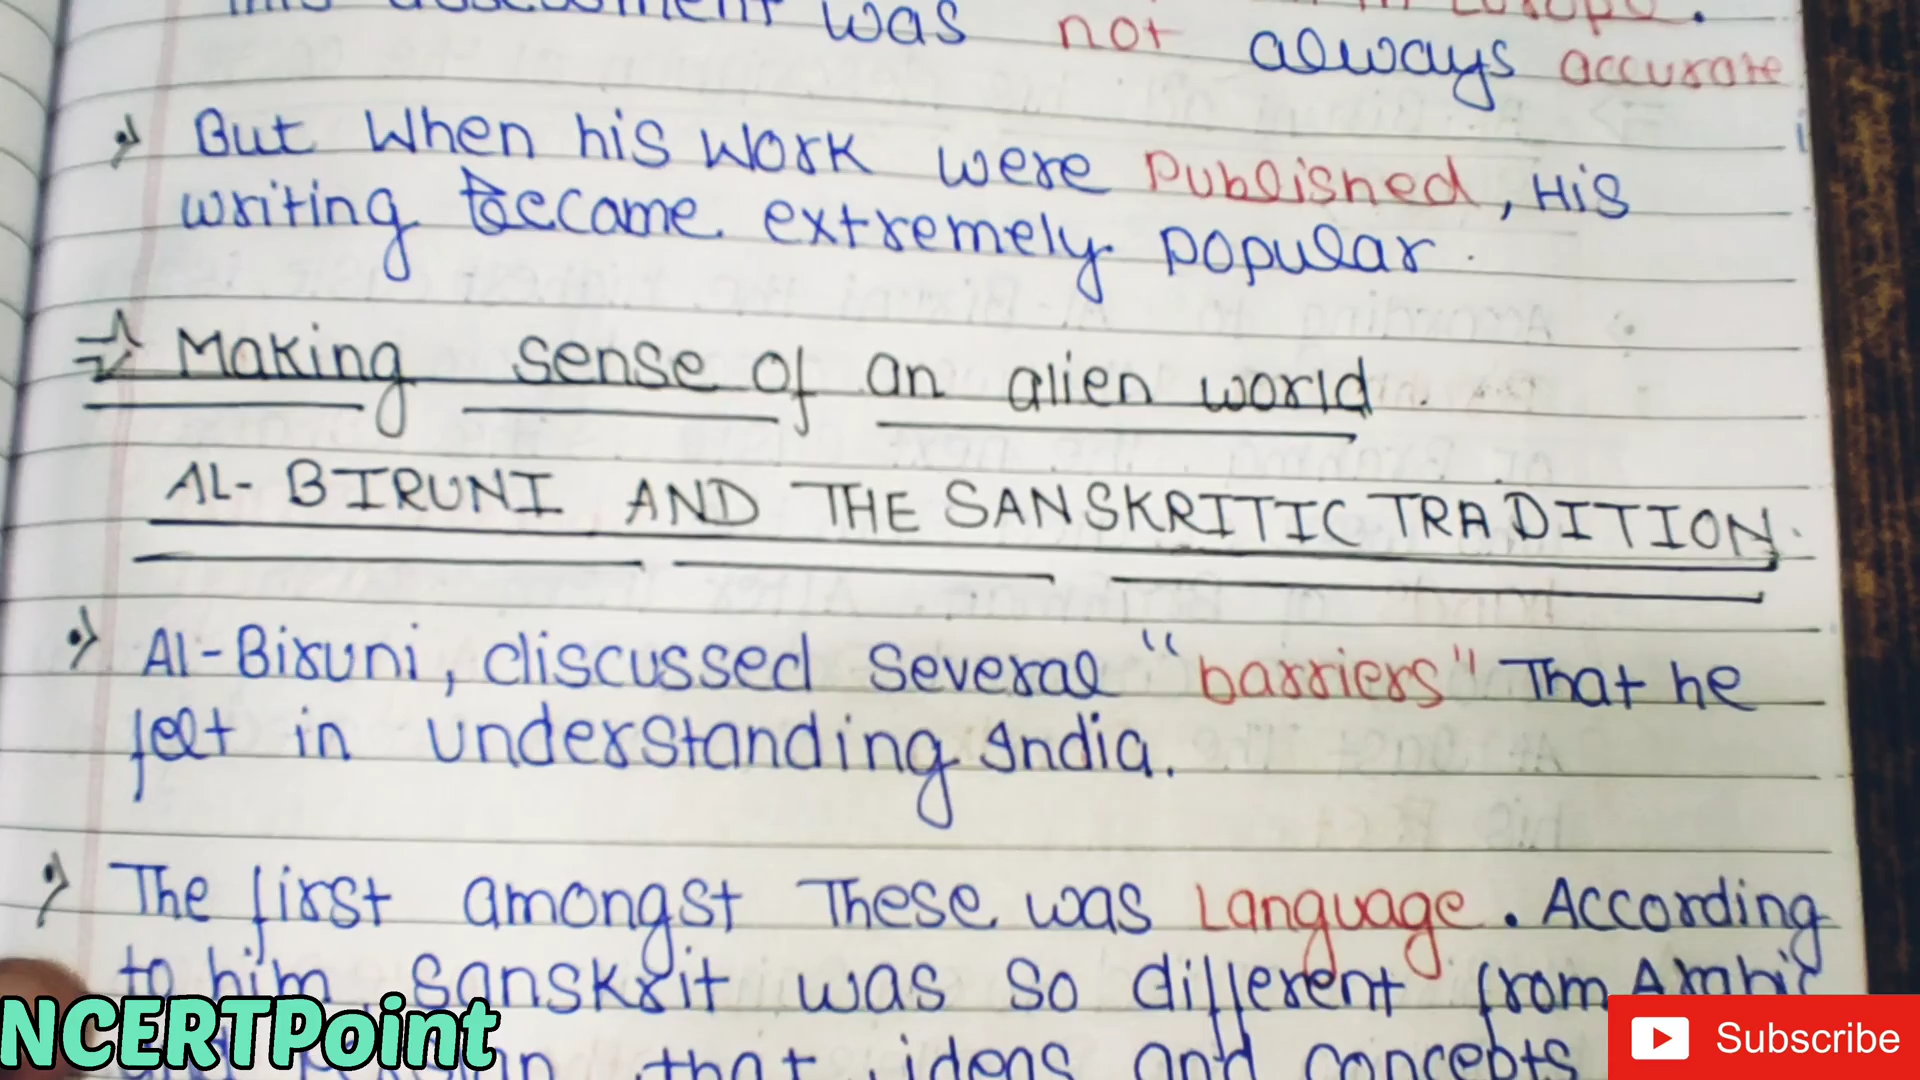 was not always accurate
But when his work were published, His
writing became extremely popular.
⇒ Making sense of an alien world.
AL-BIRUNI AND THE SANSKRITIC TRADITION.
Al-Biruni, discussed several "barriers" That he
felt in understanding India.
The first amongst These was Language. According
to him, Sanskrit was so different from Arabic
that ideas and concepts
NCERTPoint
Subscribe